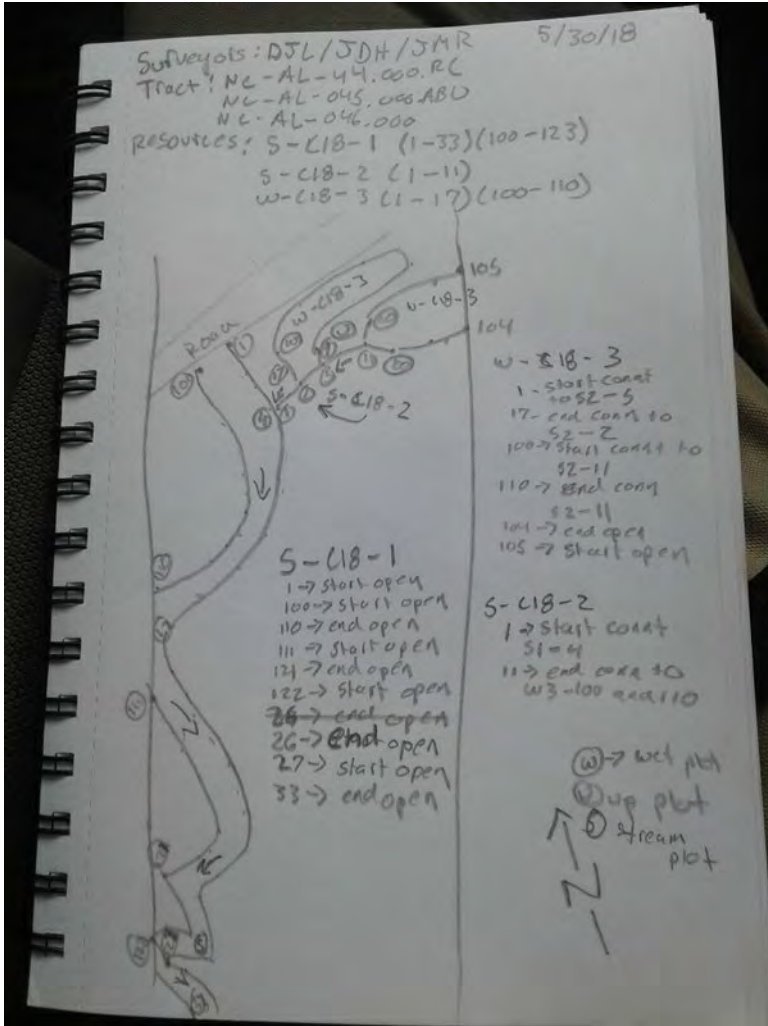 Surveyors: DJL/JDH/JMR 5/30/18
Tract: NC-AL-44.000.RC
NC-AL-045.000.ABU
NC-AL-046.000
Resources: S-C18-1 (1-33)(100-123)
S-C18-2 (1-11)
W-C18-3 (1-17)(100-110)
105
W-C18-3
W-C18-3
104
Road
1
S-C18-2
W-C18-3
1 - start connt
to S2-5
17- end conn to
S2-2
100-> start connt to
S2-11
110-> end conn
S2-11
104-> end open
105-> start open
S-C18-1
1-> start open
100-> start open
110-> end open
111-> start open
121-> end open
122-> start open
26-> end open
26-> end open
27-> start open
33-> end open
S-C18-2
1-> start connt
S1-4
11-> end conn to
W3-100 and 110
W-> wet plot
U up plot
stream
plot
N